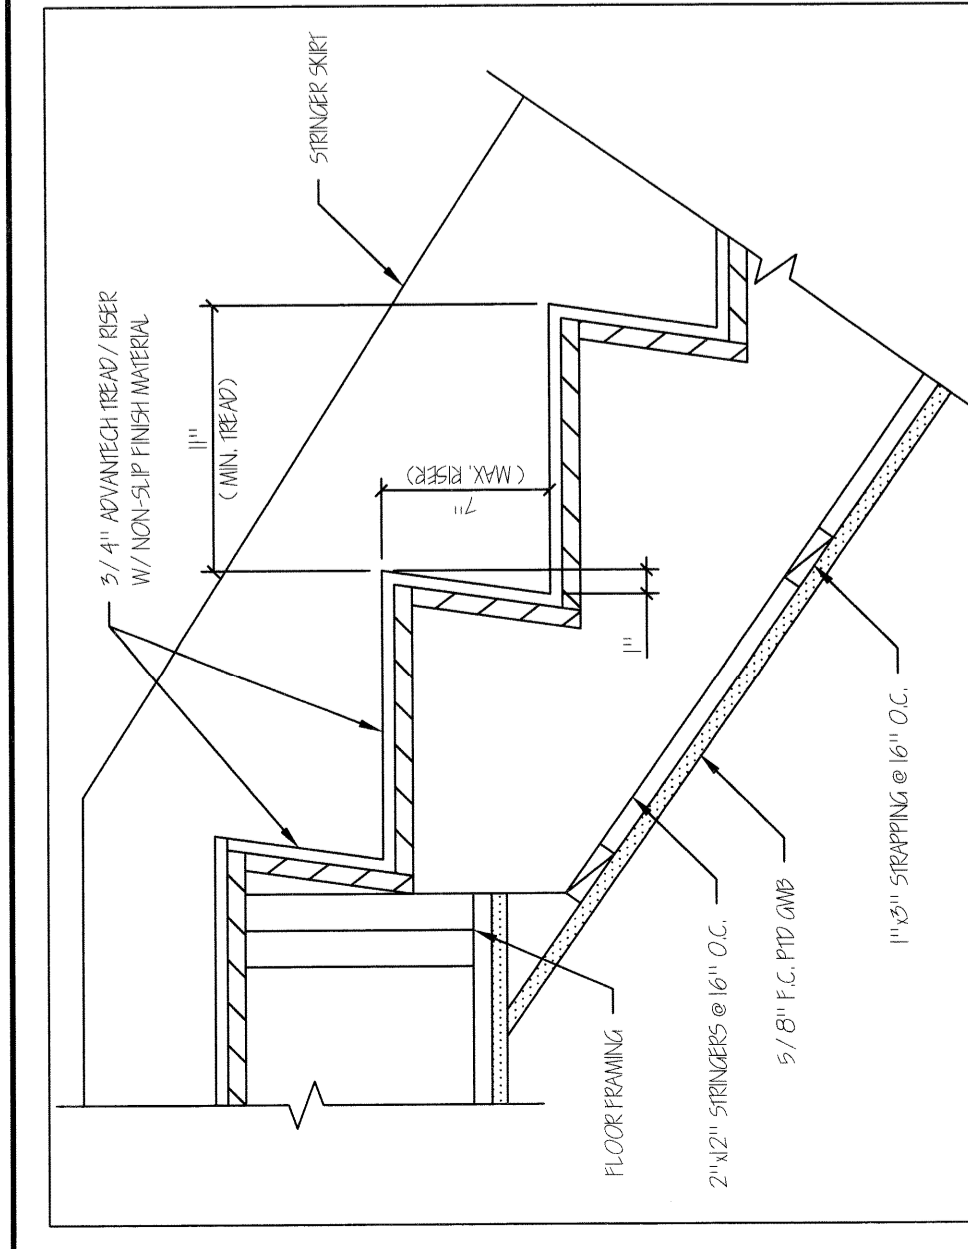 STRINGER SKIRT
3/4" ADVANTECH TREAD/RISER
W/ NON-SLIP FINISH MATERIAL
11"
(MIN. TREAD)
7"
(MAX. RISER)
1"
FLOOR FRAMING
2"x12" STRINGERS @ 16" O.C.
5/8" F.C. PTD GWB
1"x3" STRAPPING @ 16" O.C.